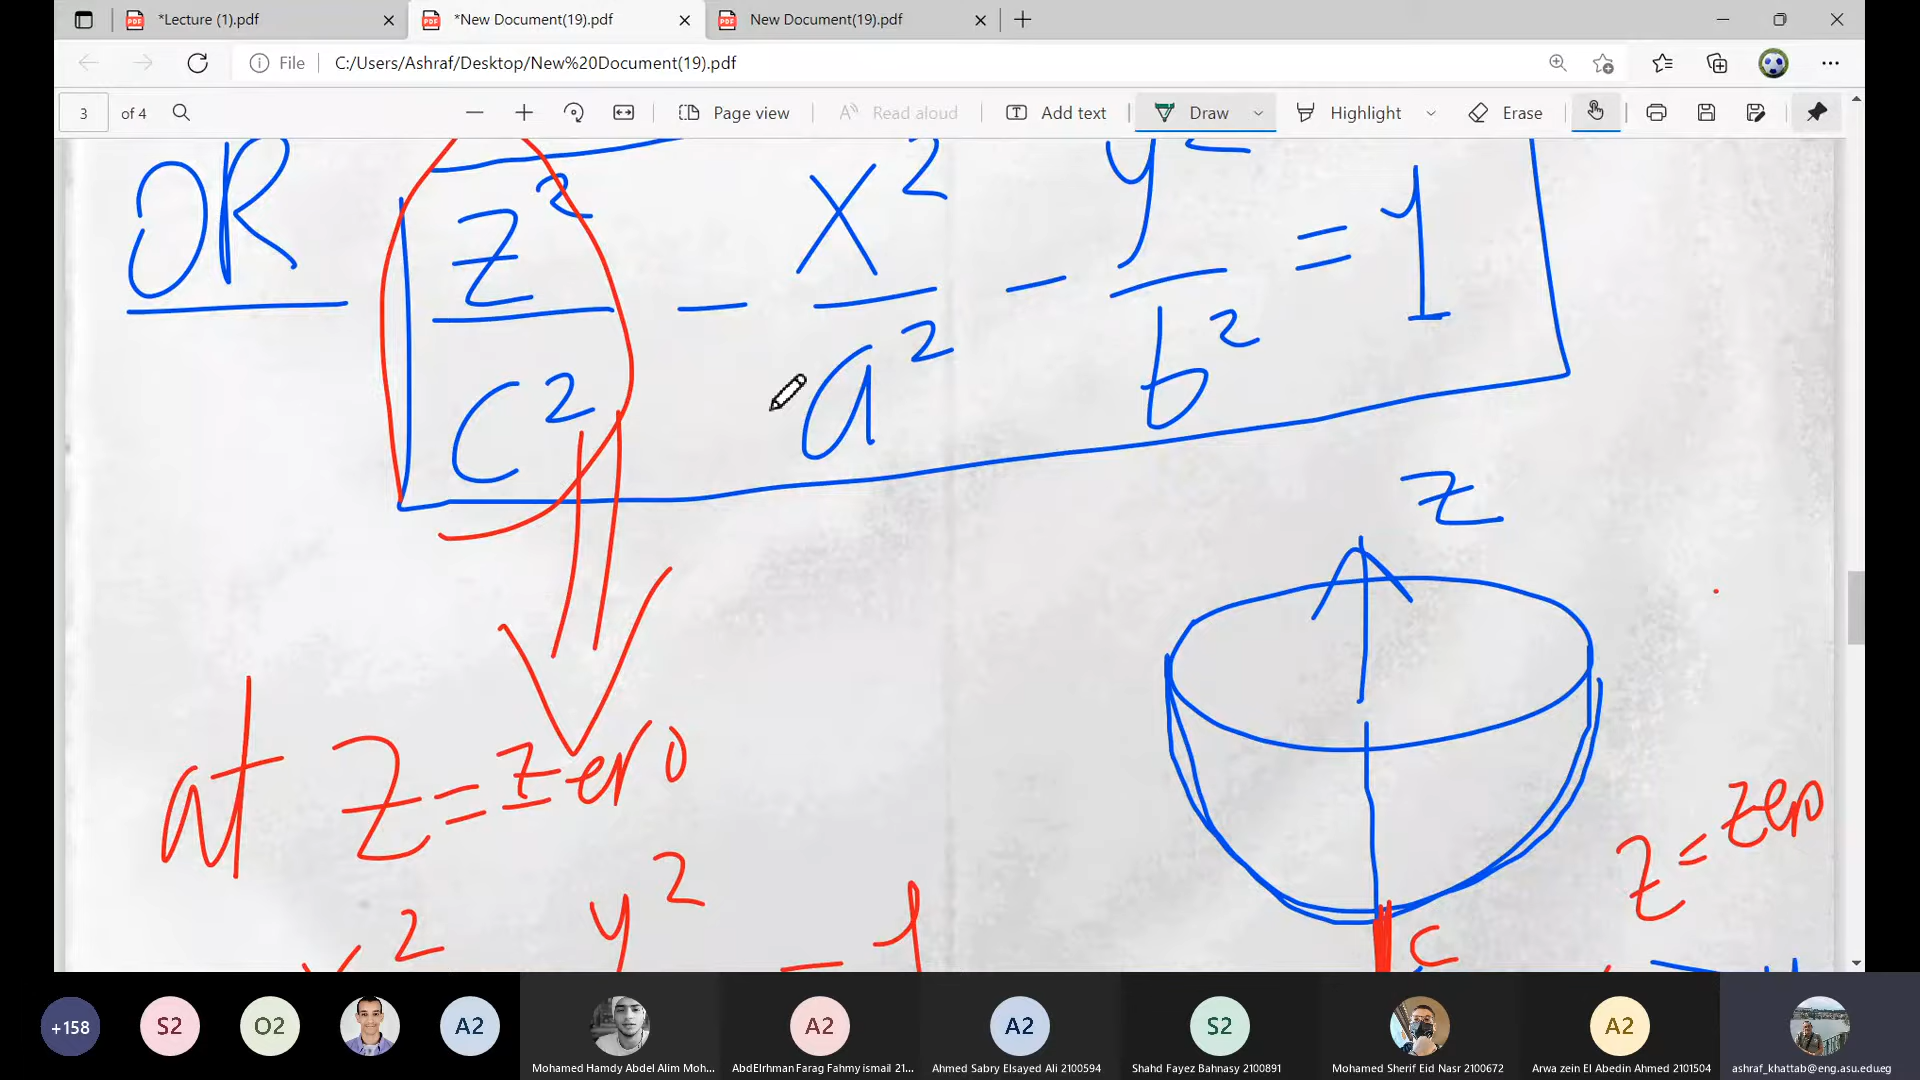 *Lecture (1).pdf
*New Document(19).pdf
New Document(19).pdf
File
C:/Users/Ashraf/Desktop/New%20Document(19).pdf
3 of 4
Page view
Read aloud
Add text
Draw
Highlight
Erase
OR z²/c² - x²/a² - y²/b² = 1
z
at z = zero
x² y² = 1
z = zero
c
+158
S2
O2
A2
A2
A2
S2
A2
Mohamed Hamdy Abdel Alim Moh...
AbdElrhman Farag Fahmy ismail 21...
Ahmed Sabry Elsayed Ali 2100594
Shahd Fayez Bahnasy 2100891
Mohamed Sherif Eid Nasr 2100672
Arwa zein El Abedin Ahmed 2101504
ashraf_khattab@eng.asu.edu.eg